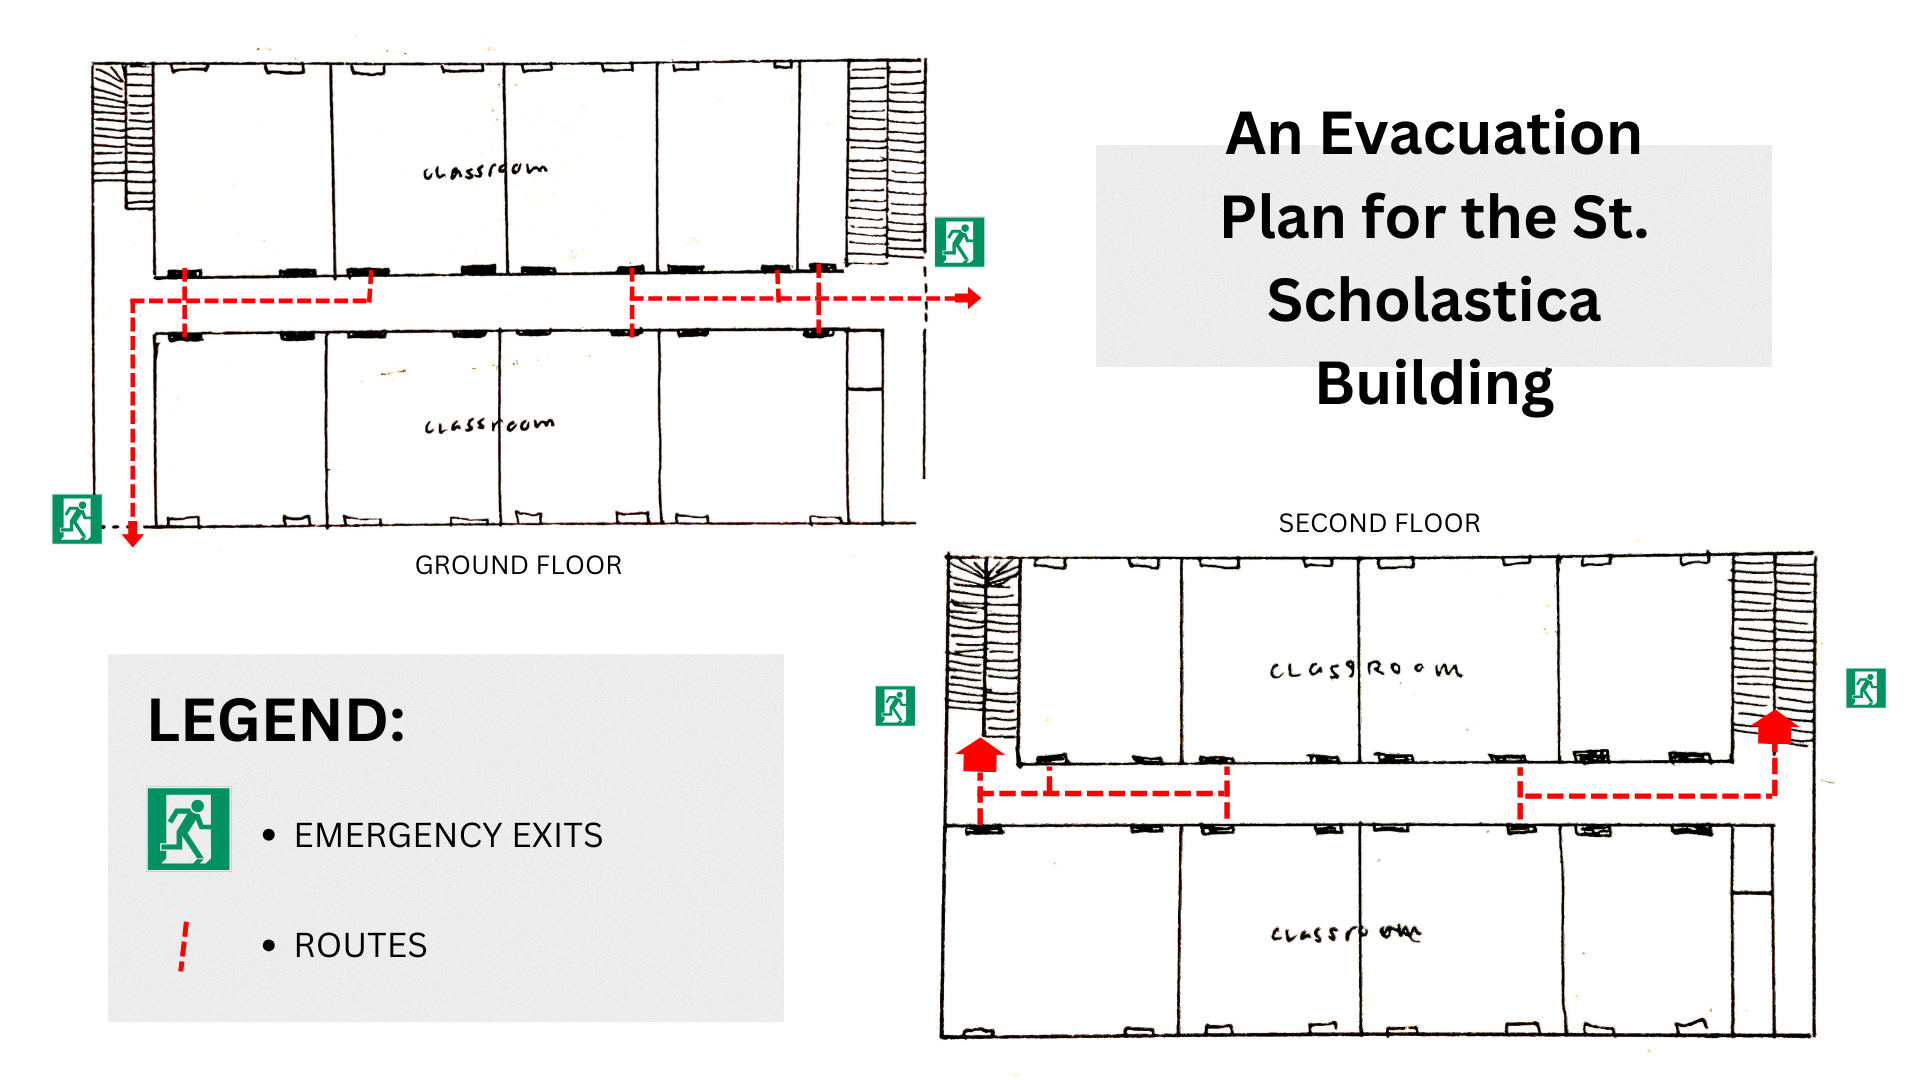 An Evacuation
Plan for the St.
Scholastica
Building
classroom
classroom
GROUND FLOOR
SECOND FLOOR
CLASSROOM
classroom
LEGEND:
• EMERGENCY EXITS
• ROUTES